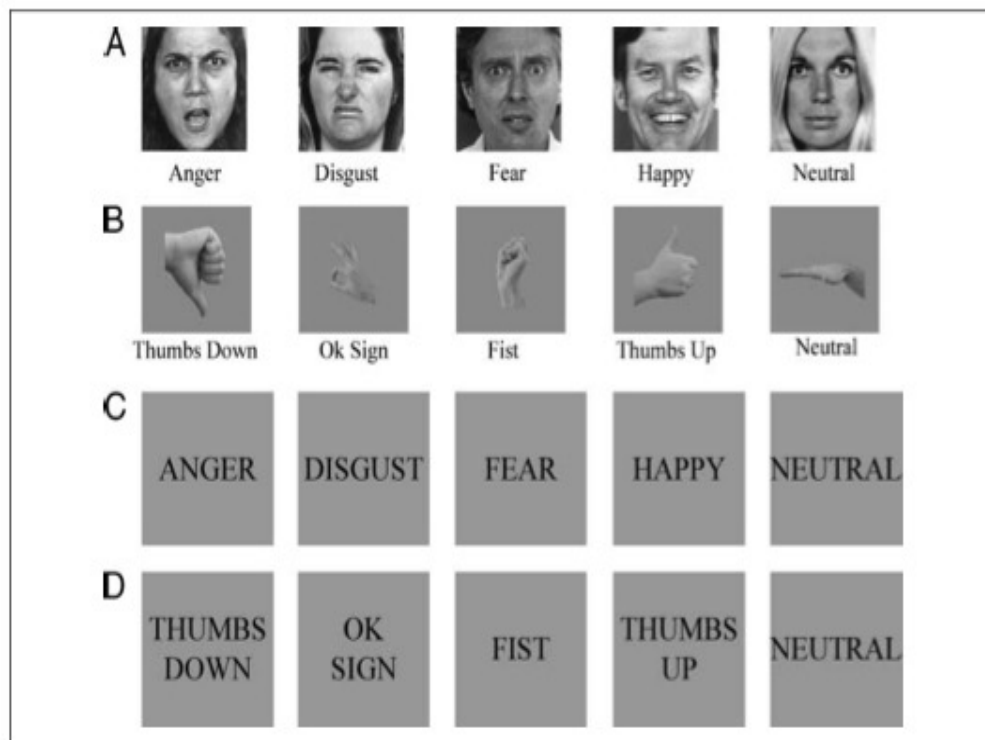 A
Anger Disgust Fear Happy Neutral
B
Thumbs Down Ok Sign Fist Thumbs Up Neutral
C
ANGER DISGUST FEAR HAPPY NEUTRAL
D
THUMBS DOWN
OK SIGN
FIST
THUMBS UP
NEUTRAL